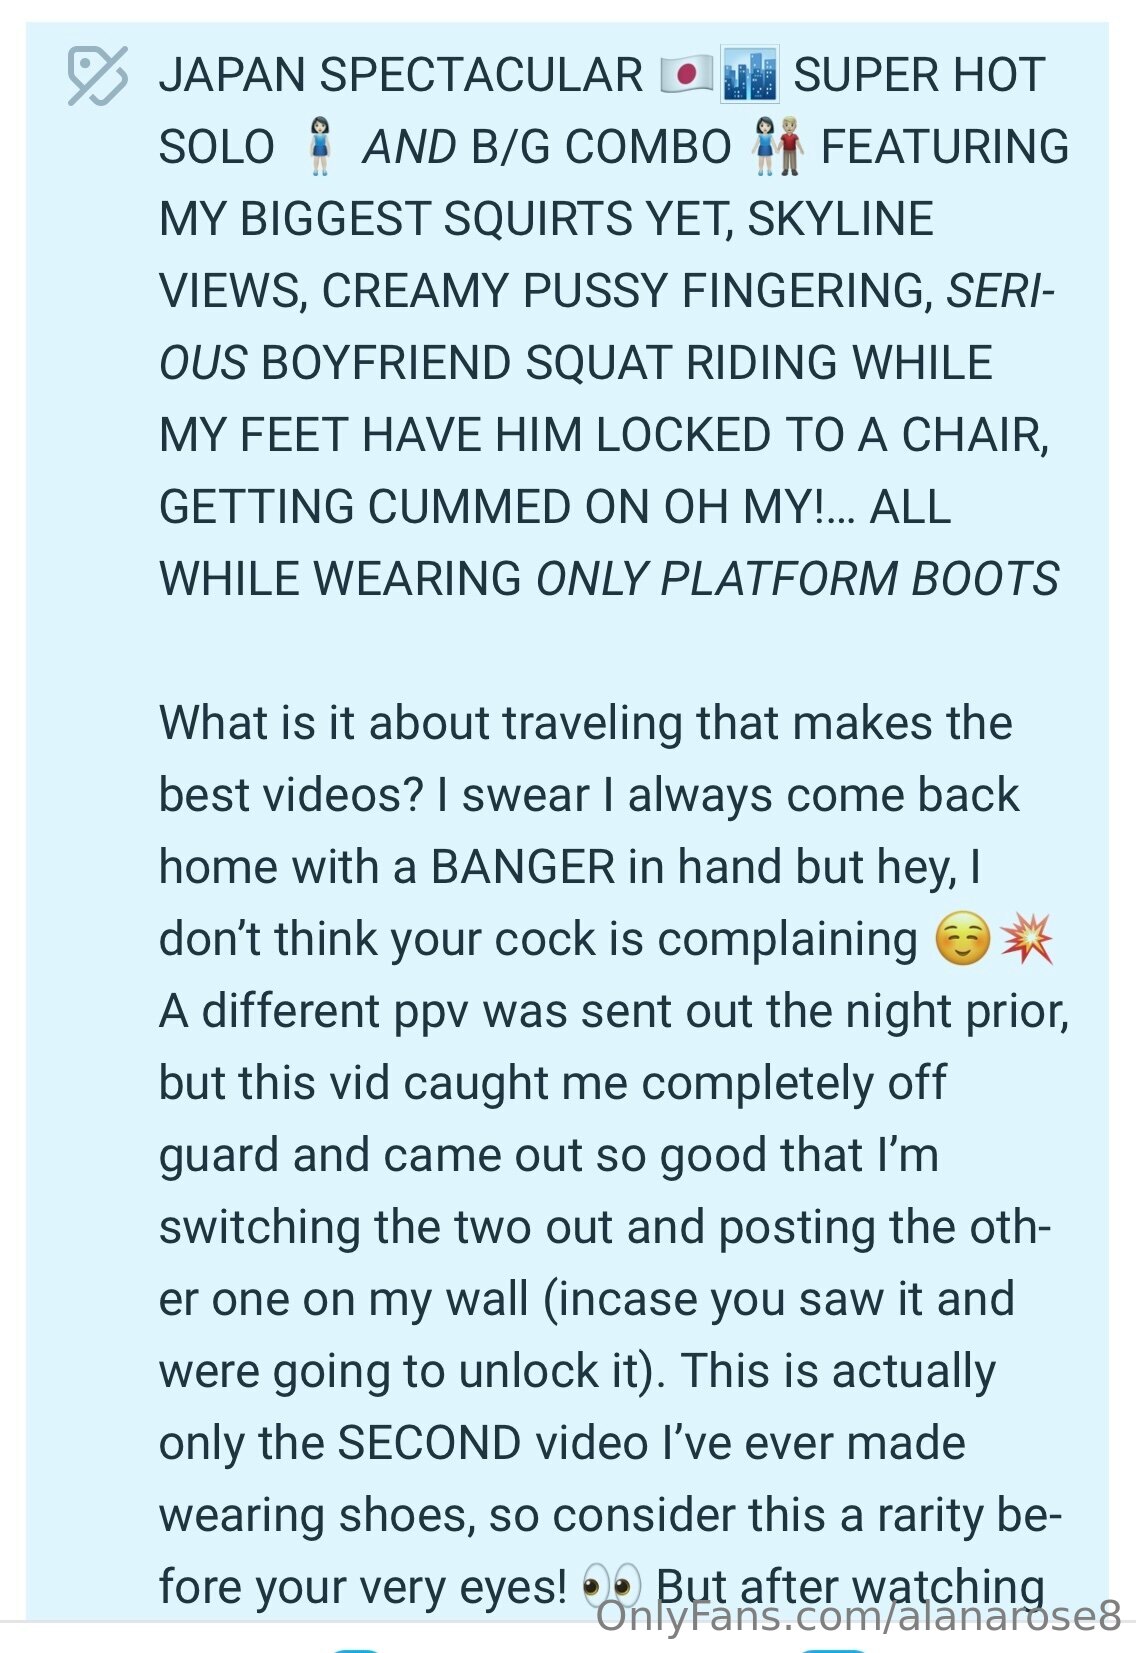 JAPAN SPECTACULAR 🇯🇵🏙️ SUPER HOT
SOLO 🧍🏻‍♀️ AND B/G COMBO 👫 FEATURING
MY BIGGEST SQUIRTS YET, SKYLINE
VIEWS, CREAMY PUSSY FINGERING, SERI-
OUS BOYFRIEND SQUAT RIDING WHILE
MY FEET HAVE HIM LOCKED TO A CHAIR,
GETTING CUMMED ON OH MY!… ALL
WHILE WEARING ONLY PLATFORM BOOTS
What is it about traveling that makes the
best videos? I swear I always come back
home with a BANGER in hand but hey, I
don’t think your cock is complaining ☺️💥
A different ppv was sent out the night prior,
but this vid caught me completely off
guard and came out so good that I’m
switching the two out and posting the oth-
er one on my wall (incase you saw it and
were going to unlock it). This is actually
only the SECOND video I’ve ever made
wearing shoes, so consider this a rarity be-
fore your very eyes! 👀 But after watching
OnlyFans.com/alanarose8